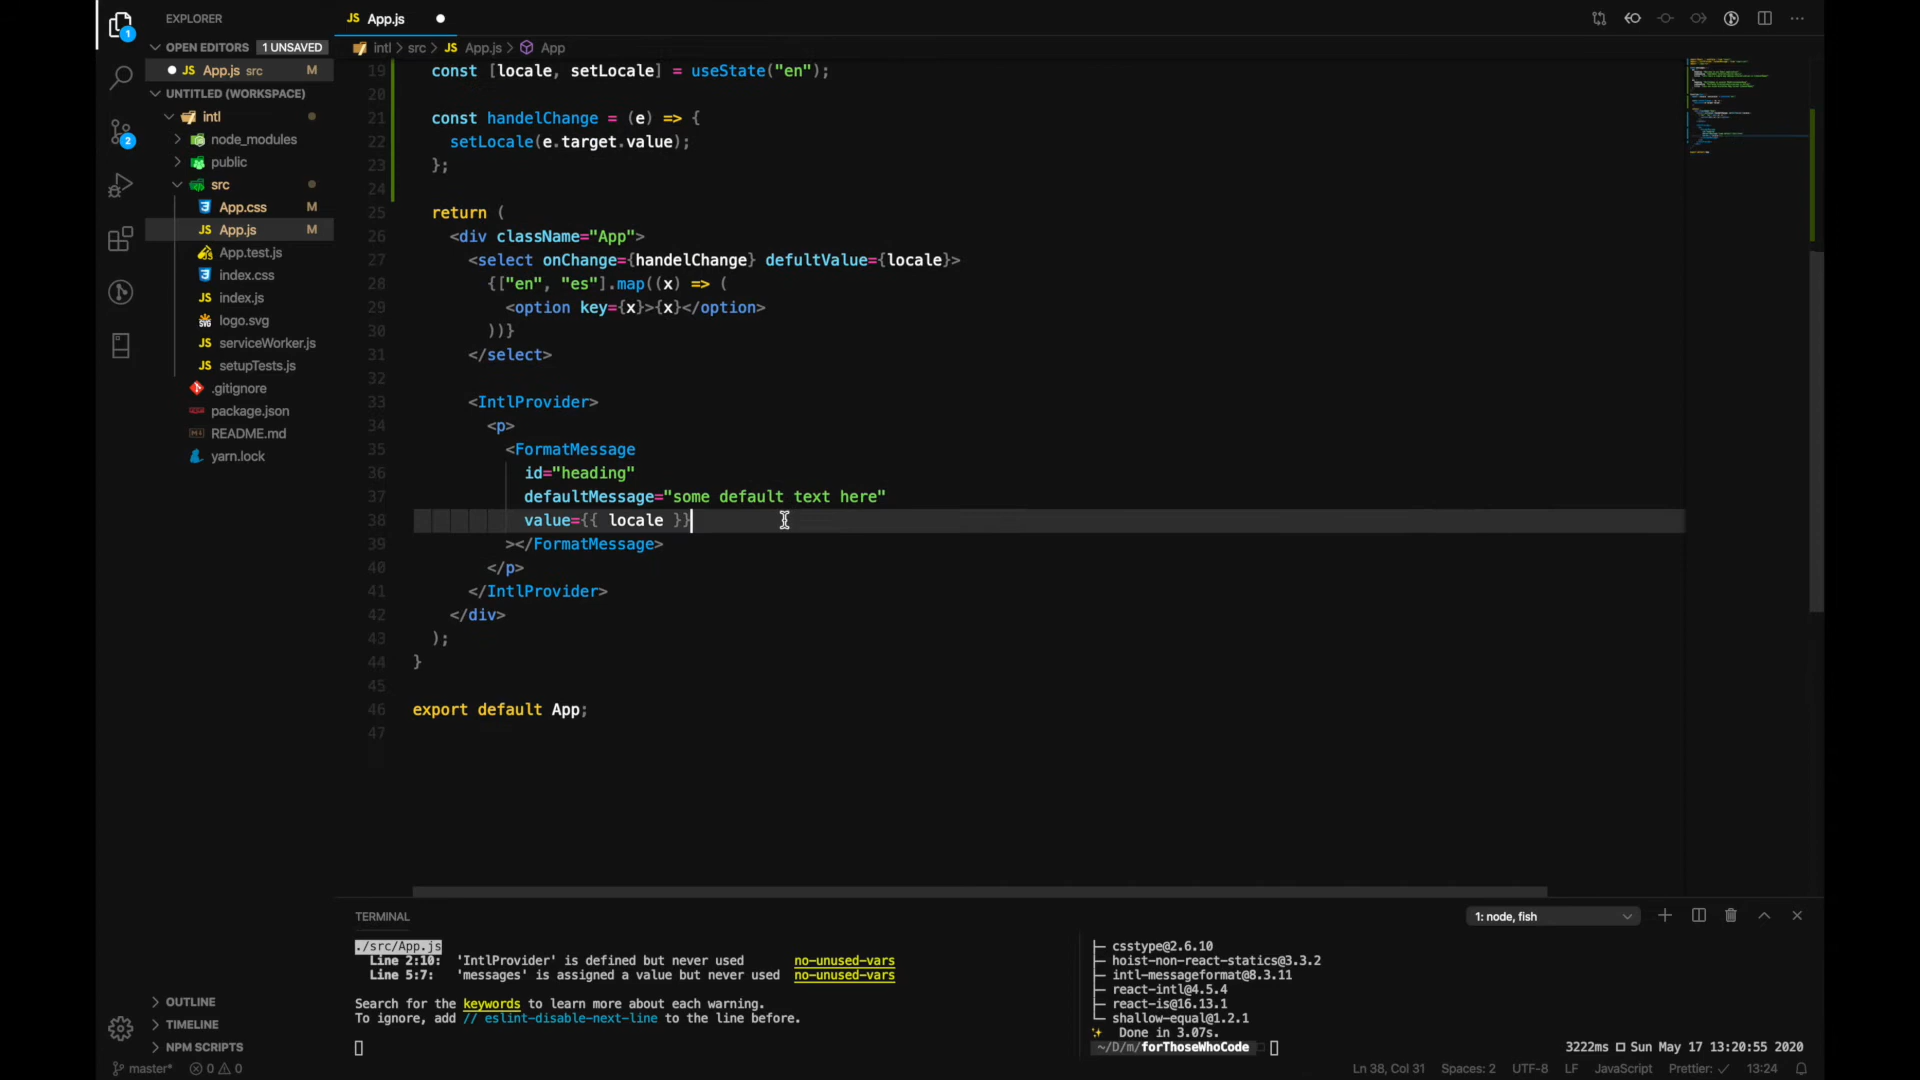 EXPLORER
OPEN EDITORS 1 UNSAVED
JS App.js src M
UNTITLED (WORKSPACE)
intl
node_modules
public
src
App.css M
JS App.js M
App.test.js
index.css
JS index.js
logo.svg
JS serviceWorker.js
JS setupTests.js
.gitignore
package.json
README.md
yarn.lock
OUTLINE
TIMELINE
NPM SCRIPTS
1
2
JS App.js
intl > src > JS App.js > App
19 const [locale, setLocale] = useState("en");
20
21 const handelChange = (e) => {
22 setLocale(e.target.value);
23 };
24
25 return (
26 <div className="App">
27 <select onChange={handelChange} defultValue={locale}>
28 {["en", "es"].map((x) => (
29 <option key={x}>{x}</option>
30 ))}
31 </select>
32
33 <IntlProvider>
34 <p>
35 <FormatMessage
36 id="heading"
37 defaultMessage="some default text here"
38 value={{ locale }}
39 ></FormatMessage>
40 </p>
41 </IntlProvider>
42 </div>
43 );
44 }
45
46 export default App;
47
TERMINAL
1: node, fish
./src/App.js
Line 2:10: 'IntlProvider' is defined but never used no-unused-vars
Line 5:7: 'messages' is assigned a value but never used no-unused-vars
Search for the keywords to learn more about each warning.
To ignore, add // eslint-disable-next-line to the line before.
├─ csstype@2.6.10
├─ hoist-non-react-statics@3.3.2
├─ intl-messageformat@8.3.11
├─ react-intl@4.5.4
├─ react-is@16.13.1
└─ shallow-equal@1.2.1
✨ Done in 3.07s.
~/D/m/forThoseWhoCode
3222ms Sun May 17 13:20:55 2020
master* 0 0
Ln 38, Col 31 Spaces: 2 UTF-8 LF JavaScript Prettier: ✓ 13:24